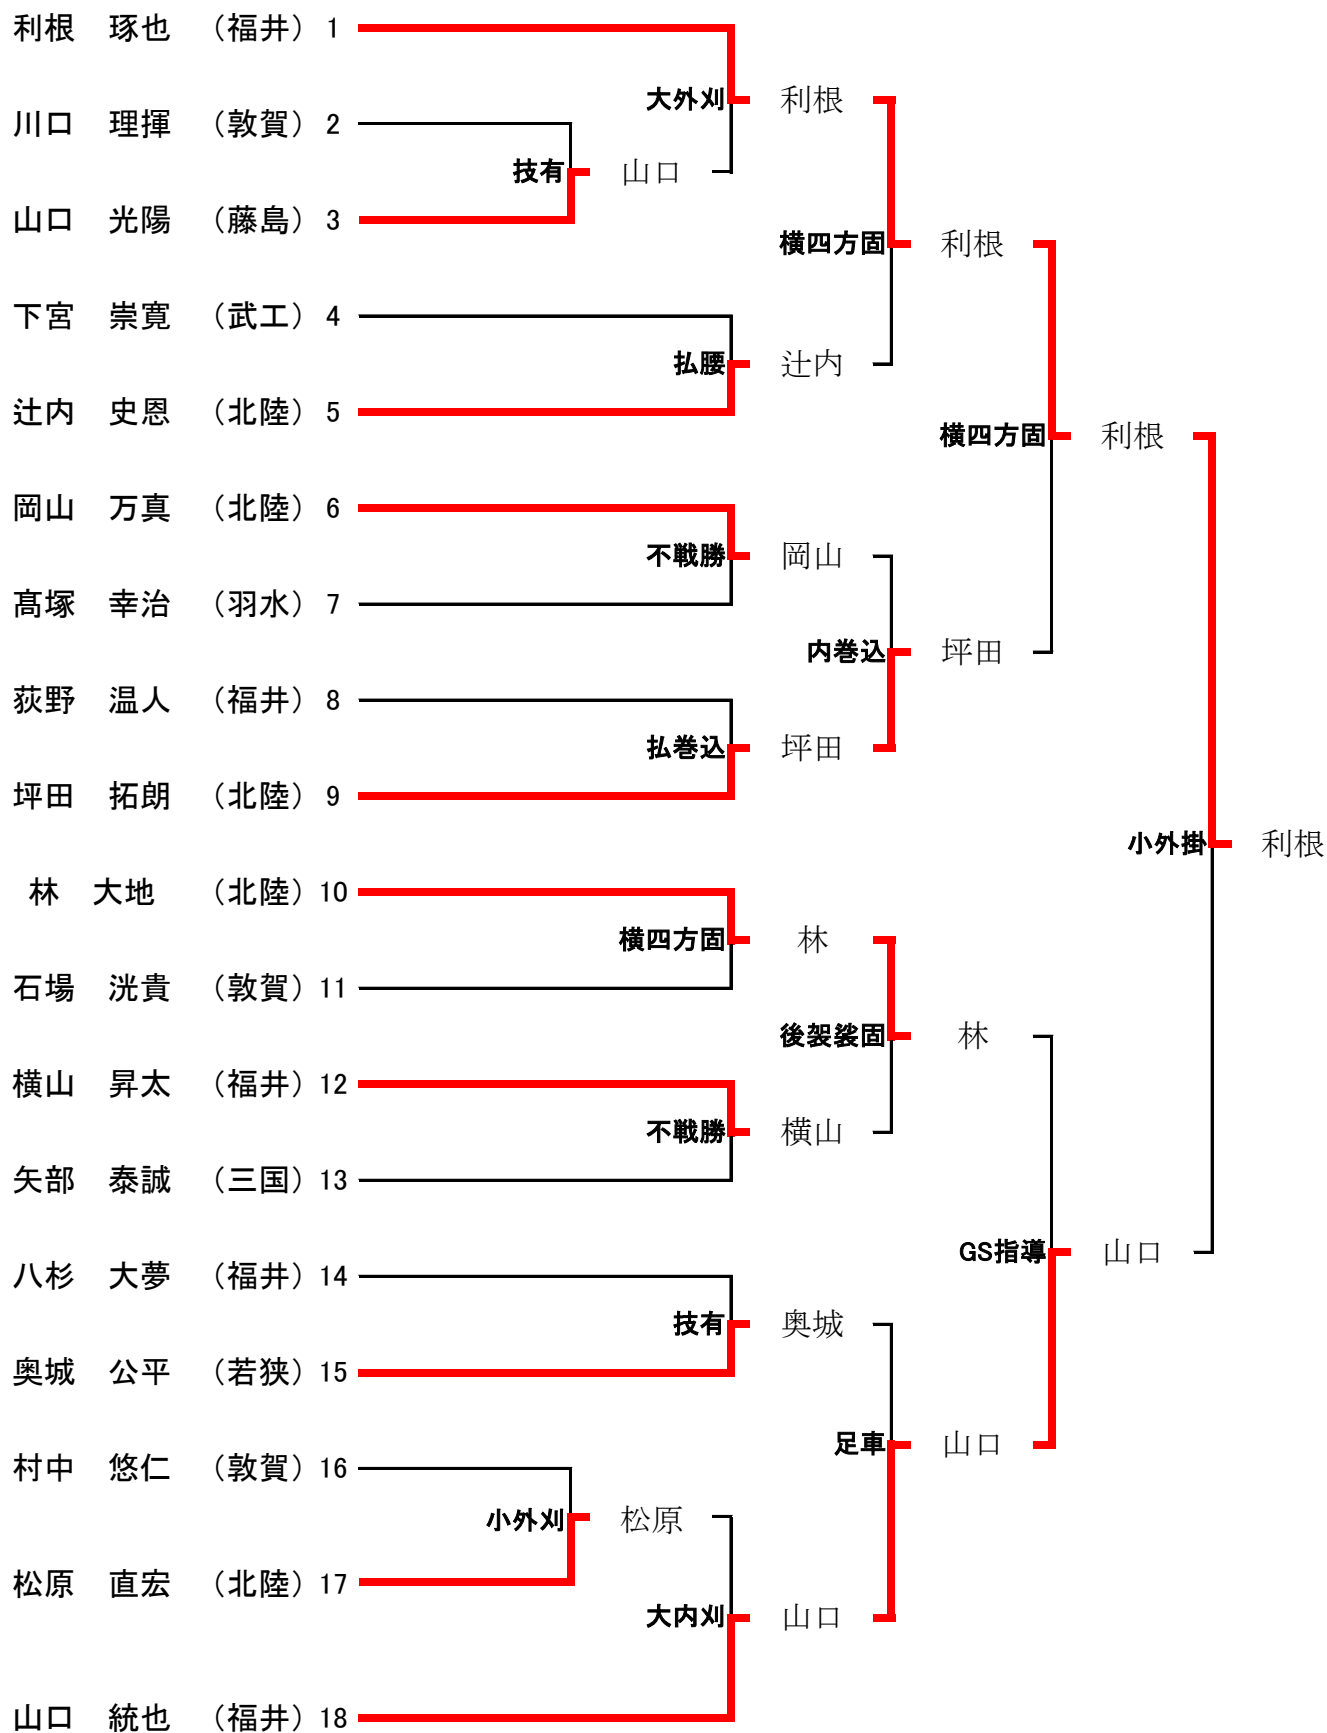 利根　琢也　（福井） 1
大外刈　利根
川口　理揮　（敦賀） 2
技有　山口
山口　光陽　（藤島） 3
横四方固　利根
下宮　崇寛　（武工） 4
払腰　辻内
辻内　史恩　（北陸） 5
横四方固　利根
岡山　万真　（北陸） 6
不戦勝　岡山
髙塚　幸治　（羽水） 7
内巻込　坪田
荻野　温人　（福井） 8
払巻込　坪田
坪田　拓朗　（北陸） 9
小外掛　利根
林　大地　（北陸） 10
横四方固　林
石場　洸貴　（敦賀） 11
後袈裟固　林
横山　昇太　（福井） 12
不戦勝　横山
矢部　泰誠　（三国） 13
GS指導　山口
八杉　大夢　（福井） 14
技有　奥城
奥城　公平　（若狭） 15
足車　山口
村中　悠仁　（敦賀） 16
小外刈　松原
松原　直宏　（北陸） 17
大内刈　山口
山口　統也　（福井） 18